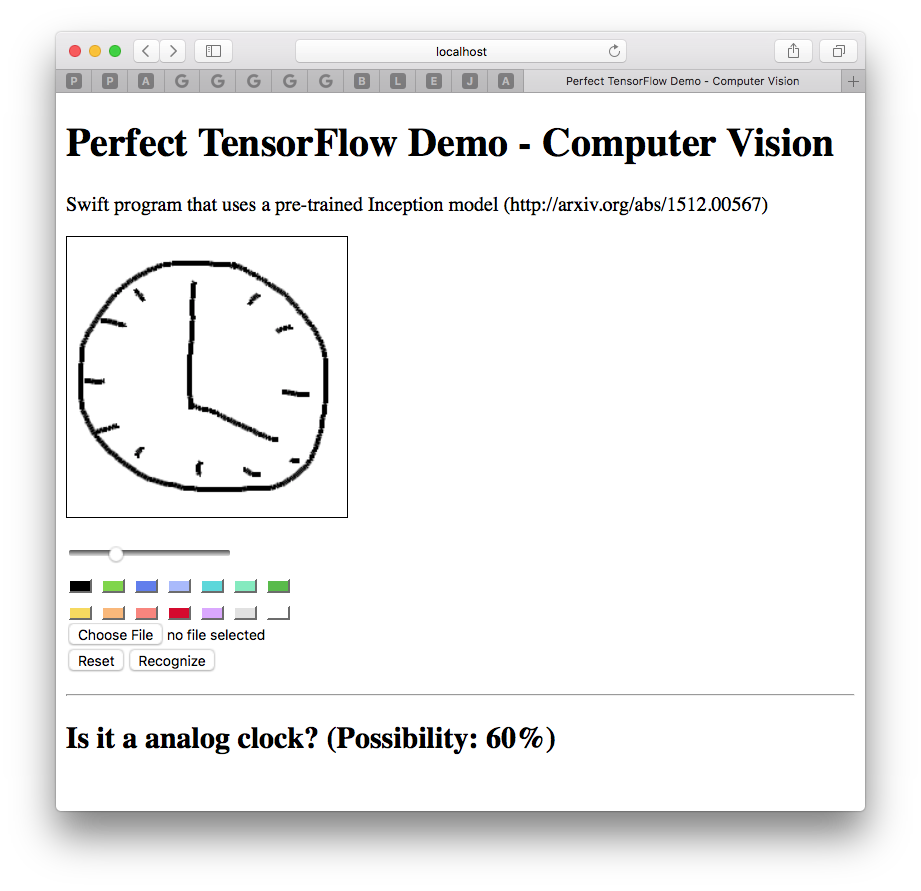 localhost
P P A G G G G G B L E J A Perfect TensorFlow Demo - Computer Vision
Perfect TensorFlow Demo - Computer Vision
Swift program that uses a pre-trained Inception model (http://arxiv.org/abs/1512.00567)
Choose File no file selected
Reset Recognize
Is it a analog clock? (Possibility: 60%)